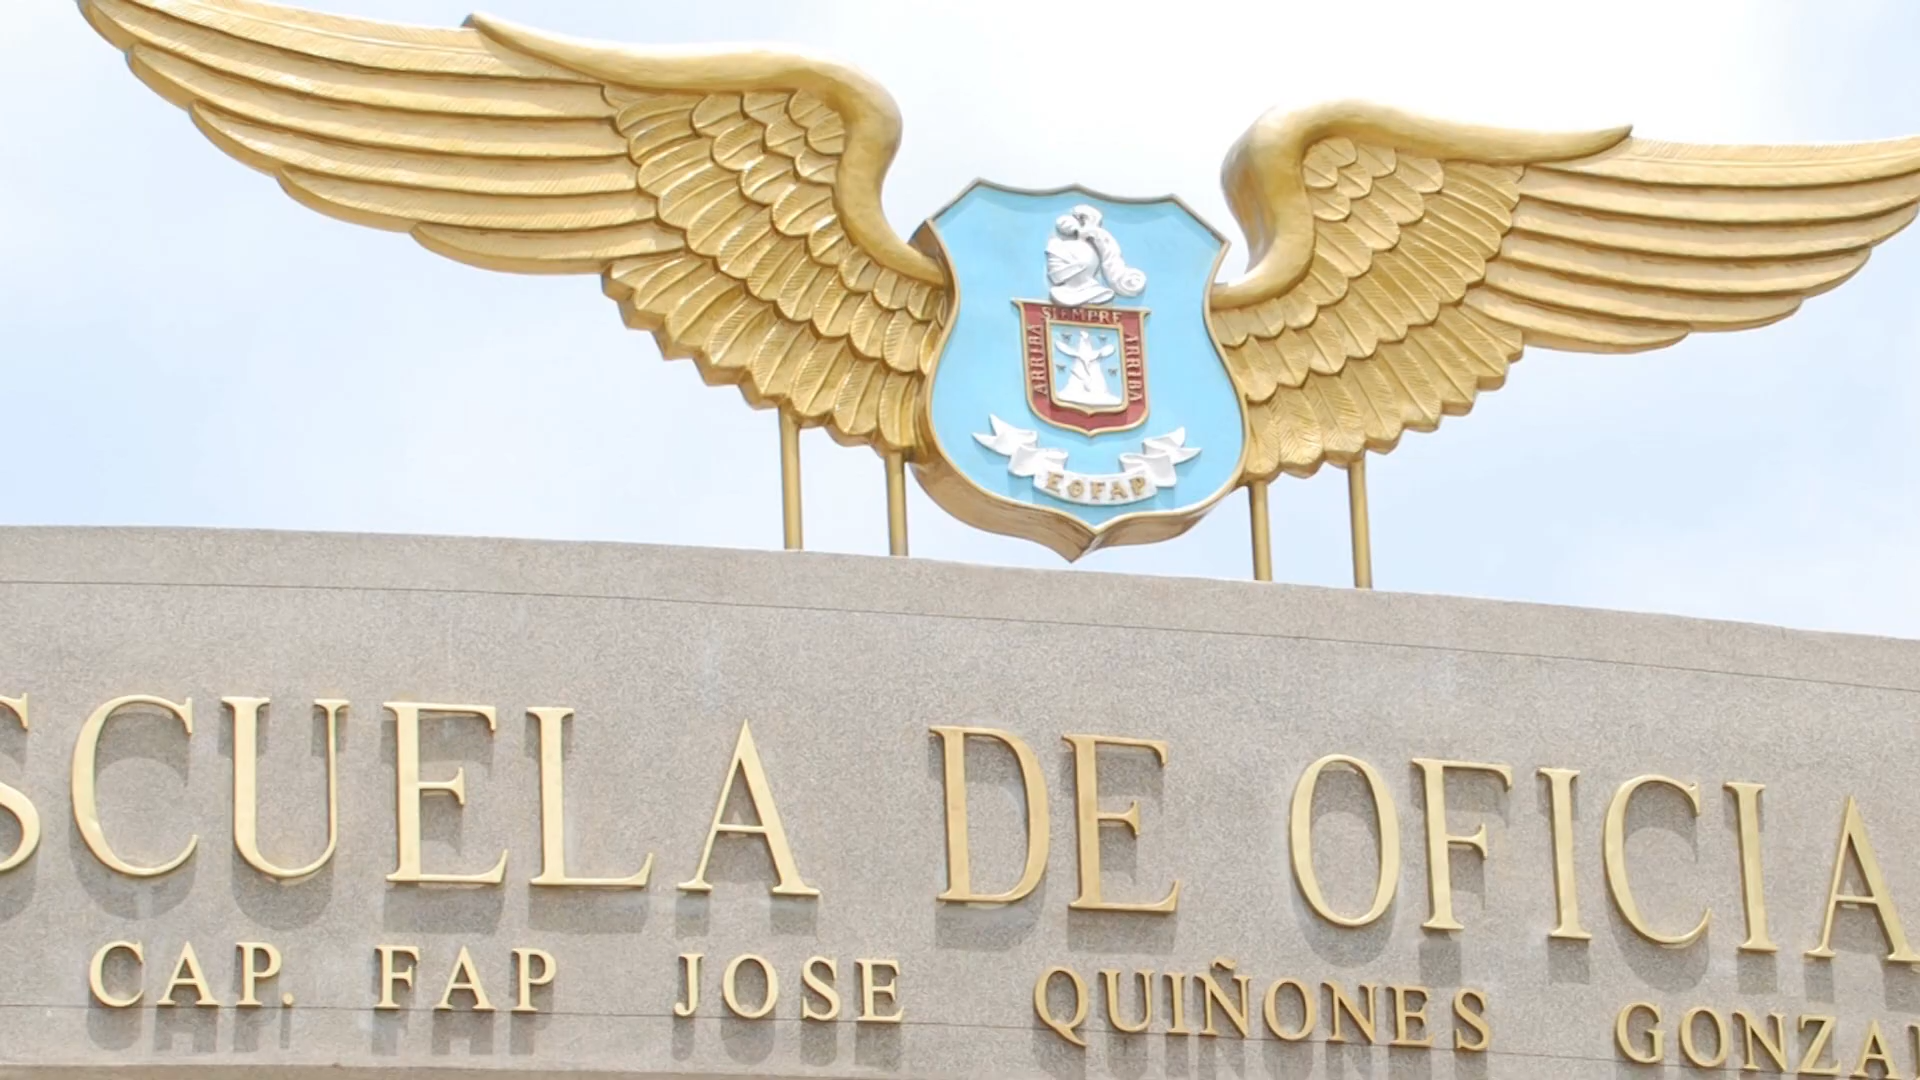 SIEMPRE
ARRIBA
ARRIBA
EOFAP
SCUELA DE OFICIA
CAP. FAP JOSE QUIÑONES GONZA